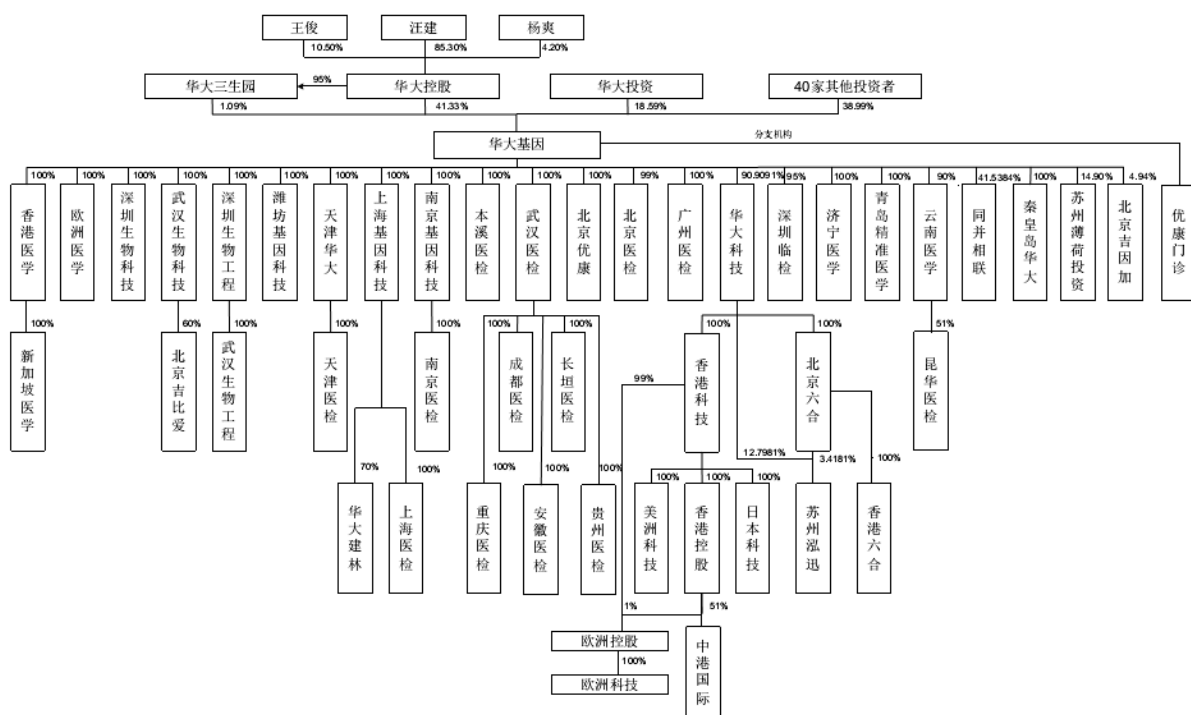 王俊
汪建
杨爽
10.50%
85.30%
4.20%
华大三生园
95%
华大控股
华大投资
40家其他投资者
1.09%
41.33%
18.59%
38.99%
华大基因
分支机构
100%
100%
100%
100%
100%
100%
100%
100%
100%
100%
100%
100%
99%
100%
90.9091%
95%
100%
100%
90%
41.5384%
100%
14.90%
4.94%
香港医学
欧洲医学
深圳生物科技
武汉生物科技
深圳生物工程
潍坊基因科技
天津华大
上海基因科技
南京基因科技
本溪医检
武汉医检
北京优康
北京医检
广州医检
华大科技
深圳临检
济宁医学
青岛精准医学
云南医学
同并相联
秦皇岛华大
苏州薄荷投资
北京吉因加
优康门诊
100%
60%
100%
100%
100%
100%
100%
100%
100%
100%
51%
新加坡医学
北京吉比爱
武汉生物工程
天津医检
南京医检
成都医检
长垣医检
香港科技
北京六合
昆华医检
99%
12.7981%
3.4181%
100%
70%
100%
100%
100%
100%
100%
100%
100%
华大建林
上海医检
重庆医检
安徽医检
贵州医检
美洲科技
香港控股
日本科技
苏州泓迅
香港六合
1%
51%
欧洲控股
中港国际
100%
欧洲科技